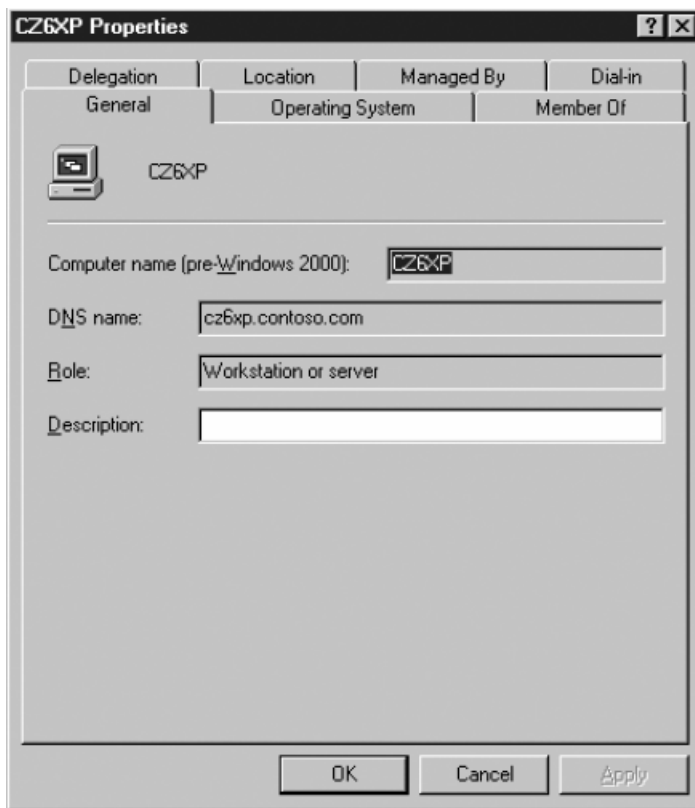 CZ6XP Properties
Delegation Location Managed By Dial-in
General Operating System Member Of
CZ6XP
Computer name (pre-Windows 2000): CZ6XP
DNS name: cz6xp.contoso.com
Role: Workstation or server
Description:
OK Cancel Apply